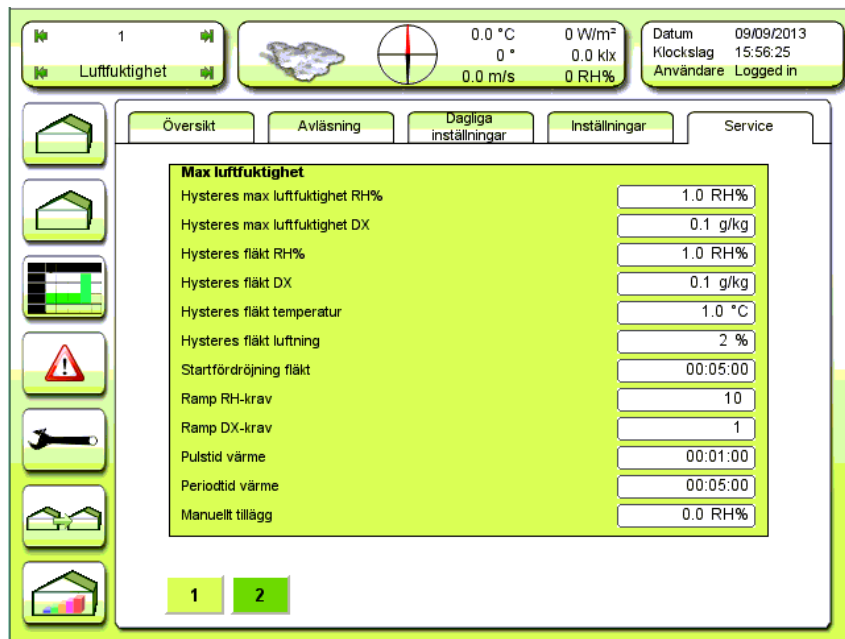 1
Luftfuktighet
0.0 °C 0 W/m²
0 ° 0.0 klx
0.0 m/s 0 RH%
Datum 09/09/2013
Klockslag 15:56:25
Användare Logged in
Översikt
Avläsning
Dagliga
inställningar
Inställningar
Service
Max luftfuktighet
Hysteres max luftfuktighet RH% 1.0 RH%
Hysteres max luftfuktighet DX 0.1 g/kg
Hysteres fläkt RH% 1.0 RH%
Hysteres fläkt DX 0.1 g/kg
Hysteres fläkt temperatur 1.0 °C
Hysteres fläkt luftning 2 %
Startfördröjning fläkt 00:05:00
Ramp RH-krav 10
Ramp DX-krav 1
Pulstid värme 00:01:00
Periodtid värme 00:05:00
Manuellt tillägg 0.0 RH%
1 2